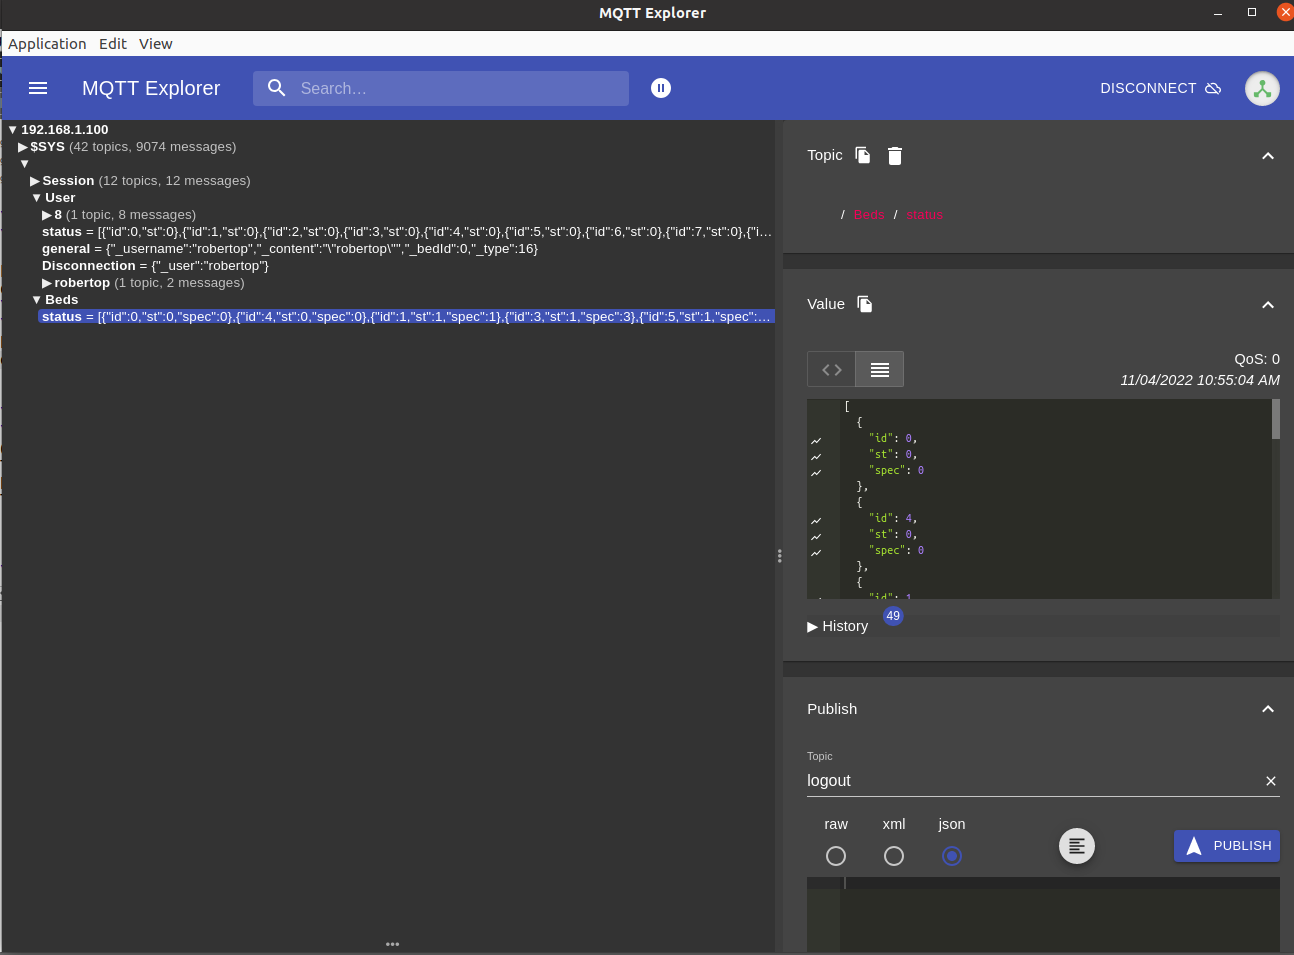 MQTT Explorer
Application Edit View
MQTT Explorer Search… DISCONNECT
▼ 192.168.1.100
▶ $SYS (42 topics, 9074 messages)
▼
▶ Session (12 topics, 12 messages)
▼ User
▶ 8 (1 topic, 8 messages)
status = [{"id":0,"st":0},{"id":1,"st":0},{"id":2,"st":0},{"id":3,"st":0},{"id":4,"st":0},{"id":5,"st":0},{"id":6,"st":0},{"id":7,"st":0},{"i…
general = {"_username":"robertop","_content":"\"robertop\"","_bedId":0,"_type":16}
Disconnection = {"_user":"robertop"}
▶ robertop (1 topic, 2 messages)
▼ Beds
status = [{"id":0,"st":0,"spec":0},{"id":4,"st":0,"spec":0},{"id":1,"st":1,"spec":1},{"id":3,"st":1,"spec":3},{"id":5,"st":1,"spec":…
Topic
/ Beds / status
Value
QoS: 0
11/04/2022 10:55:04 AM
[
{
"id": 0,
"st": 0,
"spec": 0
},
{
"id": 4,
"st": 0,
"spec": 0
},
{
"id": 1
▶ History 49
Publish
Topic
logout
raw xml json
PUBLISH